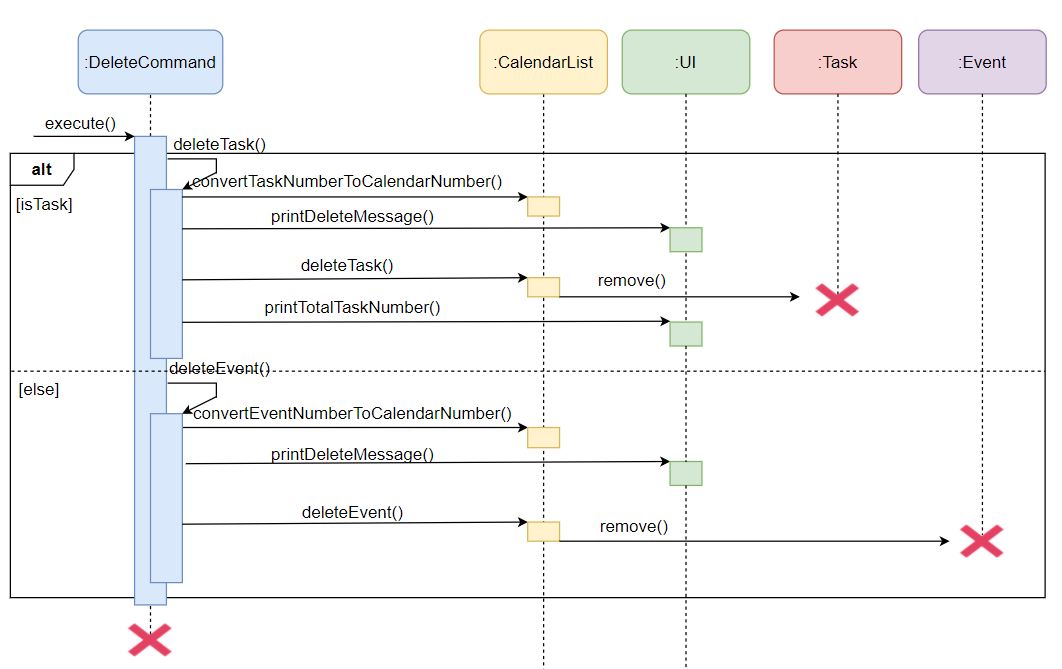 :DeleteCommand
:CalendarList
:UI
:Task
:Event
execute()
deleteTask()
alt
convertTaskNumberToCalendarNumber()
[isTask]
printDeleteMessage()
deleteTask()
remove()
printTotalTaskNumber()
deleteEvent()
[else]
convertEventNumberToCalendarNumber()
printDeleteMessage()
deleteEvent()
remove()